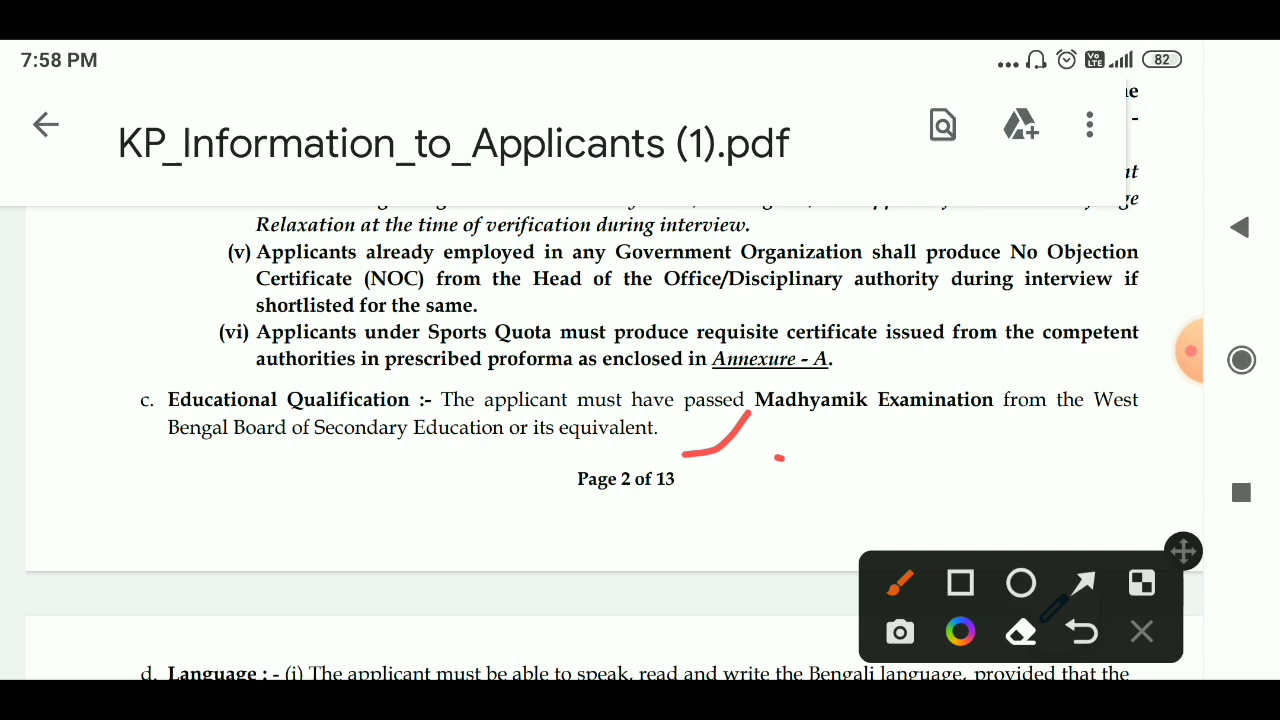 7:58 PM
Vo LTE 82
KP_Information_to_Applicants (1).pdf
Relaxation at the time of verification during interview.
(v) Applicants already employed in any Government Organization shall produce No Objection
Certificate (NOC) from the Head of the Office/Disciplinary authority during interview if
shortlisted for the same.
(vi) Applicants under Sports Quota must produce requisite certificate issued from the competent
authorities in prescribed proforma as enclosed in Annexure - A.
c. Educational Qualification :- The applicant must have passed Madhyamik Examination from the West
Bengal Board of Secondary Education or its equivalent.
Page 2 of 13
d. Language : - (i) The applicant must be able to speak, read and write the Bengali language, provided that the